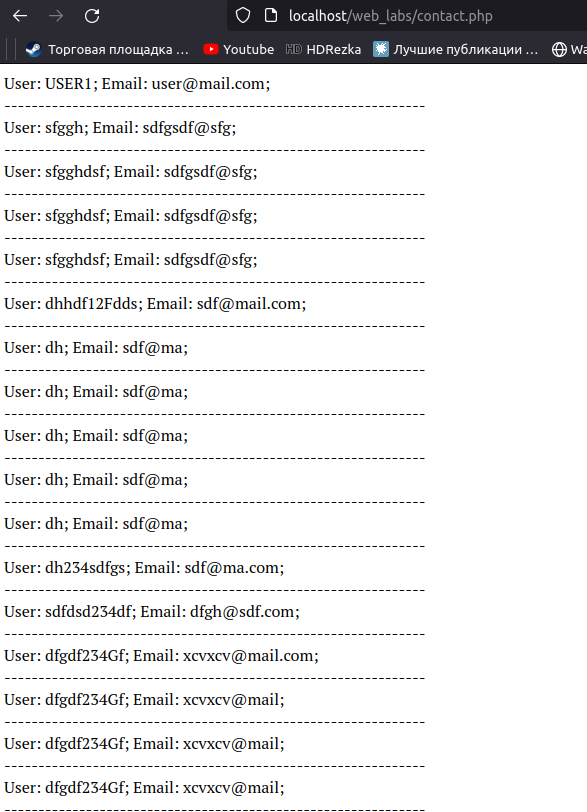 localhost/web_labs/contact.php
Торговая площадка ... Youtube HD HDRezka Лучшие публикации ... Wa
User: USER1; Email: user@mail.com;
--------------------------------------------------------------
User: sfggh; Email: sdfgsdf@sfg;
--------------------------------------------------------------
User: sfgghdsf; Email: sdfgsdf@sfg;
--------------------------------------------------------------
User: sfgghdsf; Email: sdfgsdf@sfg;
--------------------------------------------------------------
User: sfgghdsf; Email: sdfgsdf@sfg;
--------------------------------------------------------------
User: dhhdf12Fdds; Email: sdf@mail.com;
--------------------------------------------------------------
User: dh; Email: sdf@ma;
--------------------------------------------------------------
User: dh; Email: sdf@ma;
--------------------------------------------------------------
User: dh; Email: sdf@ma;
--------------------------------------------------------------
User: dh; Email: sdf@ma;
--------------------------------------------------------------
User: dh; Email: sdf@ma;
--------------------------------------------------------------
User: dh234sdfgs; Email: sdf@ma.com;
--------------------------------------------------------------
User: sdfdsd234df; Email: dfgh@sdf.com;
--------------------------------------------------------------
User: dfgdf234Gf; Email: xcvxcv@mail.com;
--------------------------------------------------------------
User: dfgdf234Gf; Email: xcvxcv@mail;
--------------------------------------------------------------
User: dfgdf234Gf; Email: xcvxcv@mail;
--------------------------------------------------------------
User: dfgdf234Gf; Email: xcvxcv@mail;
--------------------------------------------------------------